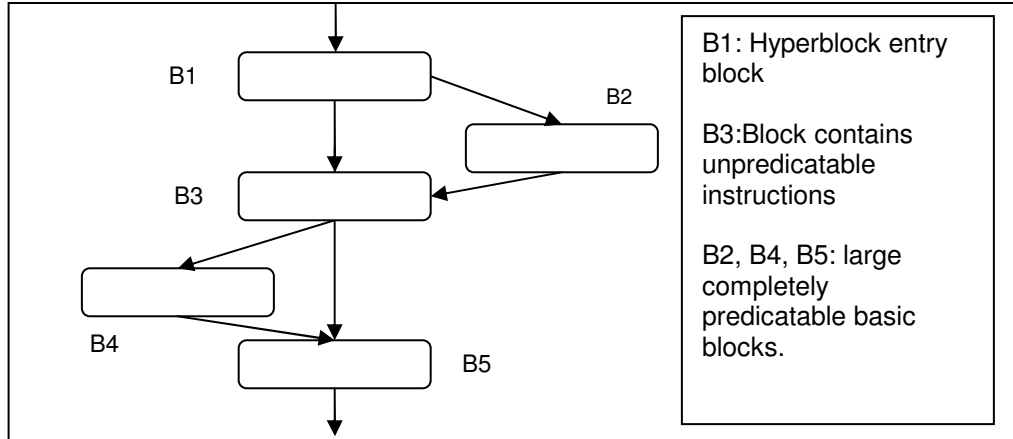 B1
B2
B3
B4
B5
B1: Hyperblock entry
block
B3:Block contains
unpredicatable
instructions
B2, B4, B5: large
completely
predicatable basic
blocks.